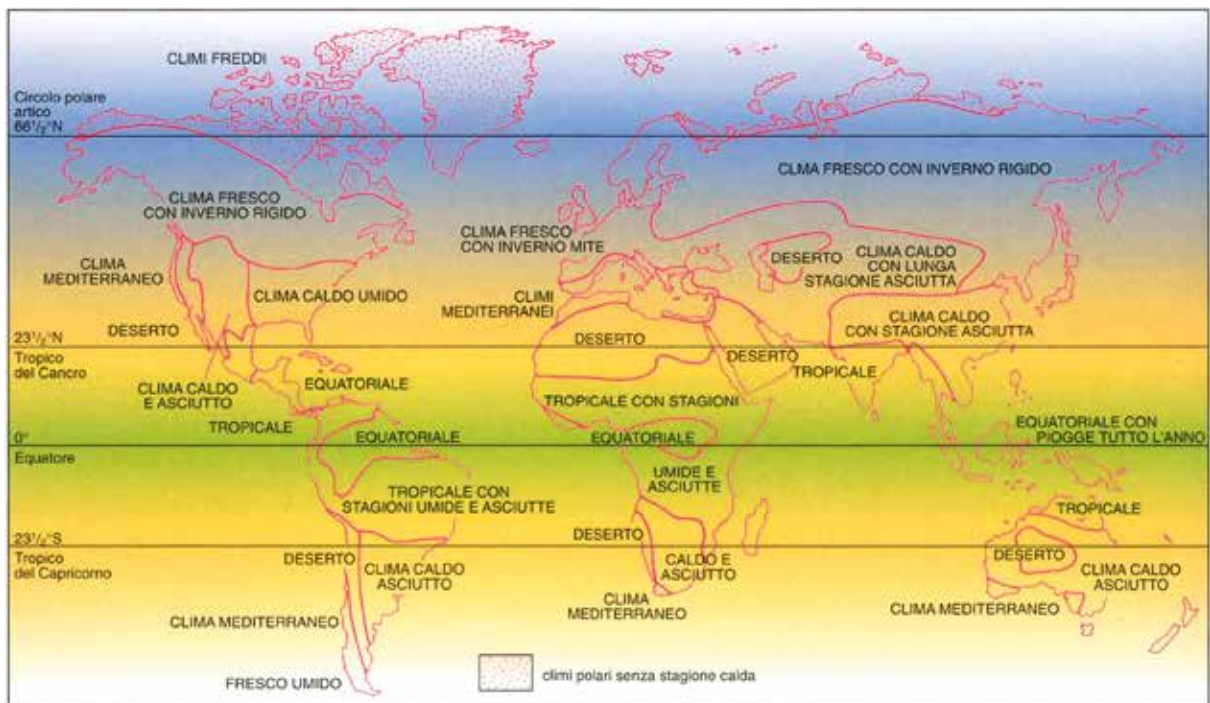 CLIMI FREDDI
Circolo polare
artico
66¹/₂°N
CLMA FRESCO CON INVERNO RIGIDO
CLIMA FRESCO
CON INVERNO RIGIDO
CLIMA FRESCO
CON INVERNO MITE
CLIMA
MEDITERRANEO
DESERTO
CLIMA CALDO
CON LUNGA
STAGIONE ASCIUTTA
CLIMA CALDO UMIDO
CLIMI
MEDITERRANEI
CLIMA CALDO
CON STAGIONE ASCIUTTA
DESERTO
DESERTO
23¹/₂°N
Tropico
del Cancro
DESERTO
TROPICALE
CLIMA CALDO
E ASCIUTTO
EQUATORIALE
TROPICALE CON STAGIONI
TROPICALE
EQUATORIALE
EQUATORIALE
EQUATORIALE CON
PIOGGE TUTTO L'ANNO
0°
Equatore
UMIDE E
ASCIUTTE
TROPICALE CON
STAGIONI UMIDE E ASCIUTTE
TROPICALE
23¹/₂°S
Tropico
del Capricorno
DESERTO
DESERTO
DESERTO
CLIMA CALDO
ASCIUTTO
CALDO E
ASCIUTTO
CLIMA CALDO
ASCIUTTO
CLIMA
MEDITERRANEO
CLIMA MEDITERRANEO
CLIMA MEDITERRANEO
FRESCO UMIDO
climi polari senza stagione calda